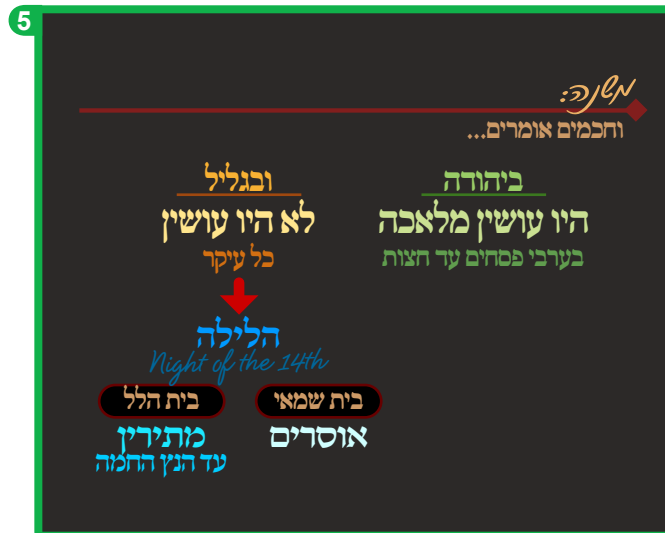 5
משנה:
וחכמים אומרים...
ביהודה
היו עושין מלאכה
בערבי פסחים עד חצות
ובגליל
לא היו עושין
כל עיקר
הלילה
Night of the 14th
בית שמאי
אוסרים
בית הלל
מתירין
עד הנץ החמה